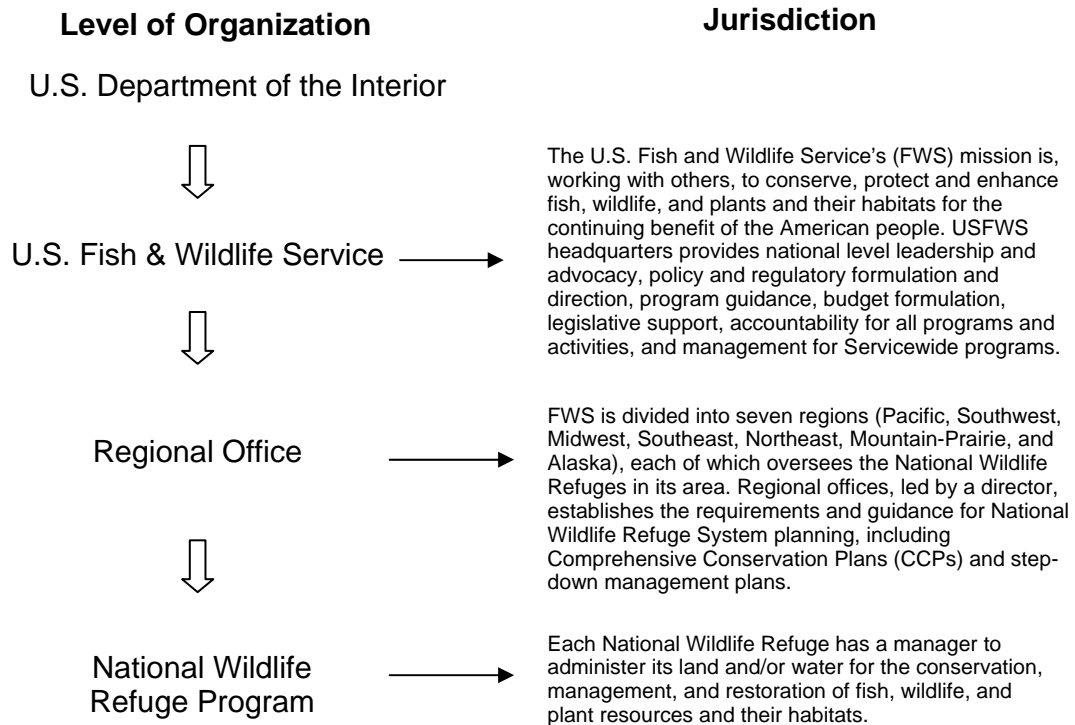 Level of Organization
Jurisdiction
U.S. Department of the Interior
U.S. Fish & Wildlife Service
The U.S. Fish and Wildlife Service's (FWS) mission is,
working with others, to conserve, protect and enhance
fish, wildlife, and plants and their habitats for the
continuing benefit of the American people. USFWS
headquarters provides national level leadership and
advocacy, policy and regulatory formulation and
direction, program guidance, budget formulation,
legislative support, accountability for all programs and
activities, and management for Servicewide programs.
Regional Office
FWS is divided into seven regions (Pacific, Southwest,
Midwest, Southeast, Northeast, Mountain-Prairie, and
Alaska), each of which oversees the National Wildlife
Refuges in its area. Regional offices, led by a director,
establishes the requirements and guidance for National
Wildlife Refuge System planning, including
Comprehensive Conservation Plans (CCPs) and step-
down management plans.
National Wildlife
Refuge Program
Each National Wildlife Refuge has a manager to
administer its land and/or water for the conservation,
management, and restoration of fish, wildlife, and
plant resources and their habitats.